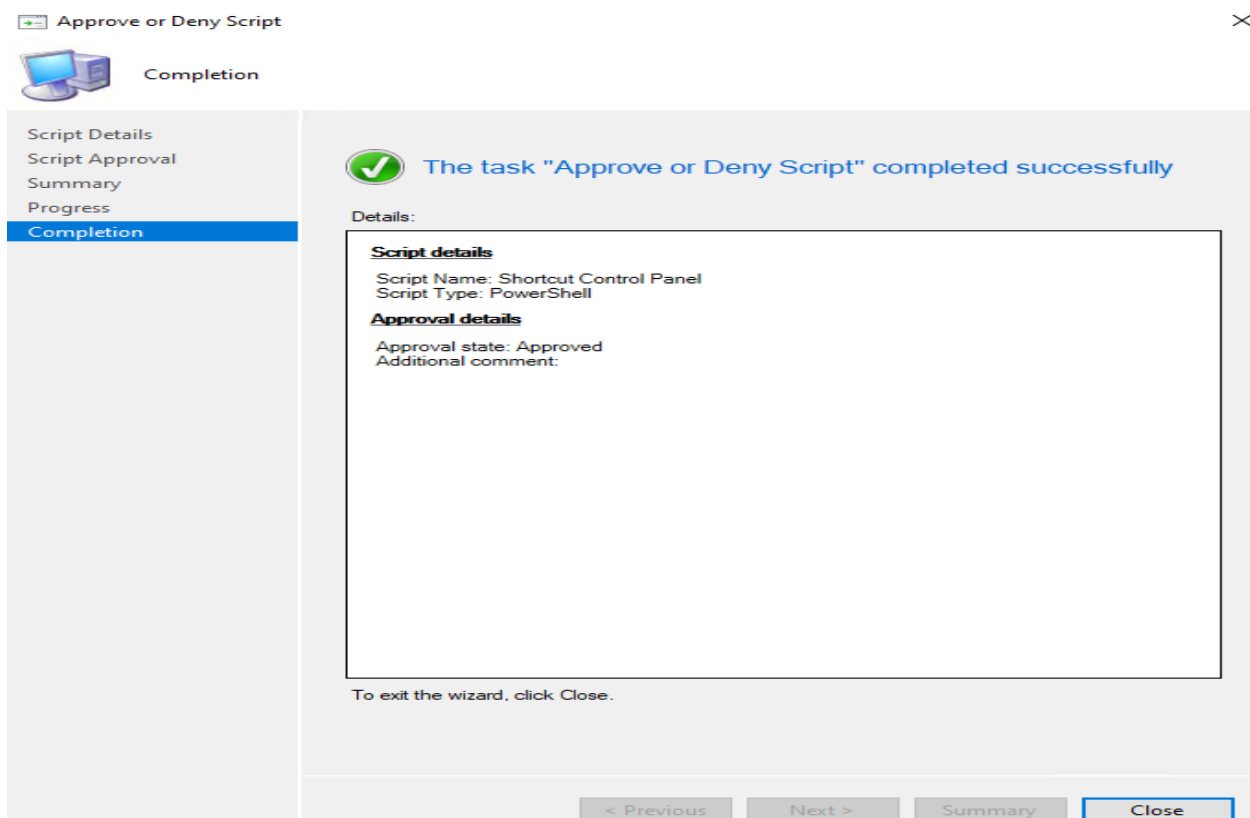 Approve or Deny Script
Completion
Script Details
Script Approval
Summary
Progress
Completion
The task "Approve or Deny Script" completed successfully
Details:
Script details
Script Name: Shortcut Control Panel
Script Type: PowerShell
Approval details
Approval state: Approved
Additional comment:
To exit the wizard, click Close.
< Previous
Next >
Summary
Close